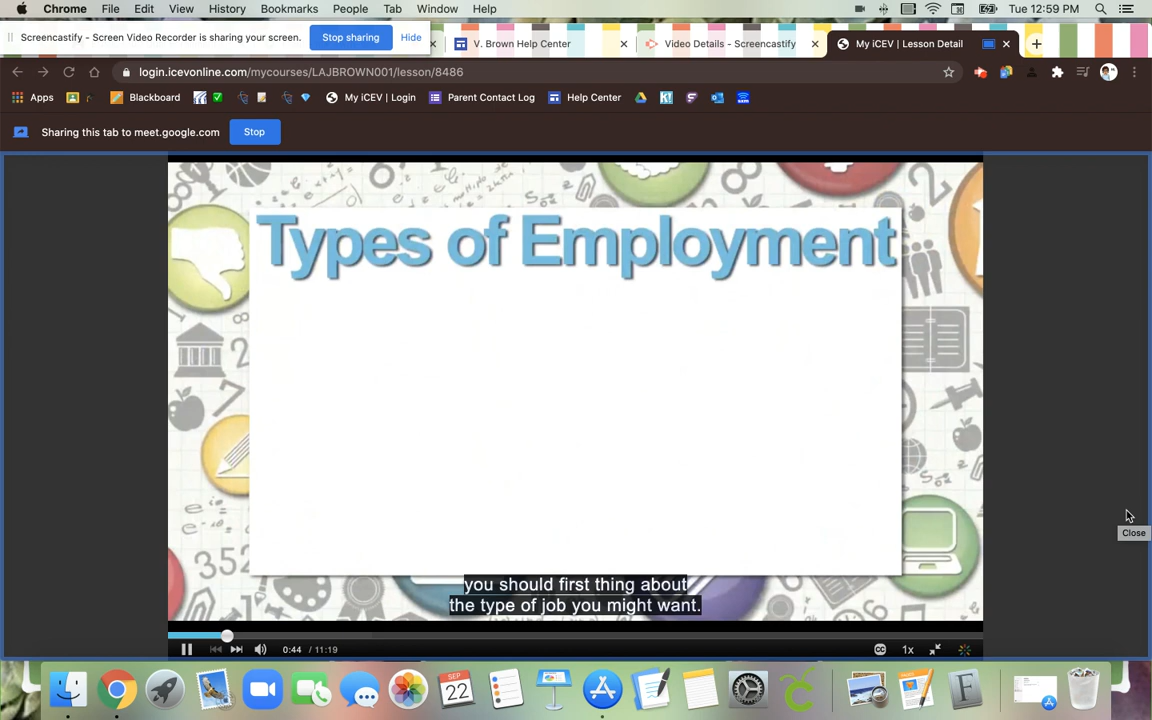 Chrome File Edit View History Bookmarks People Tab Window Help Tue 12:59 PM
Screencastify - Screen Video Recorder is sharing your screen. Stop sharing Hide
V. Brown Help Center Video Details - Screencastify My iCEV | Lesson Detail
login.icevonline.com/mycourses/LAJBROWN001/lesson/8486
Apps Blackboard My iCEV | Login Parent Contact Log Help Center
Sharing this tab to meet.google.com Stop
Types of Employment
you should first thing about
the type of job you might want.
Close
0:44 / 11:19 CC 1x
SEP
22